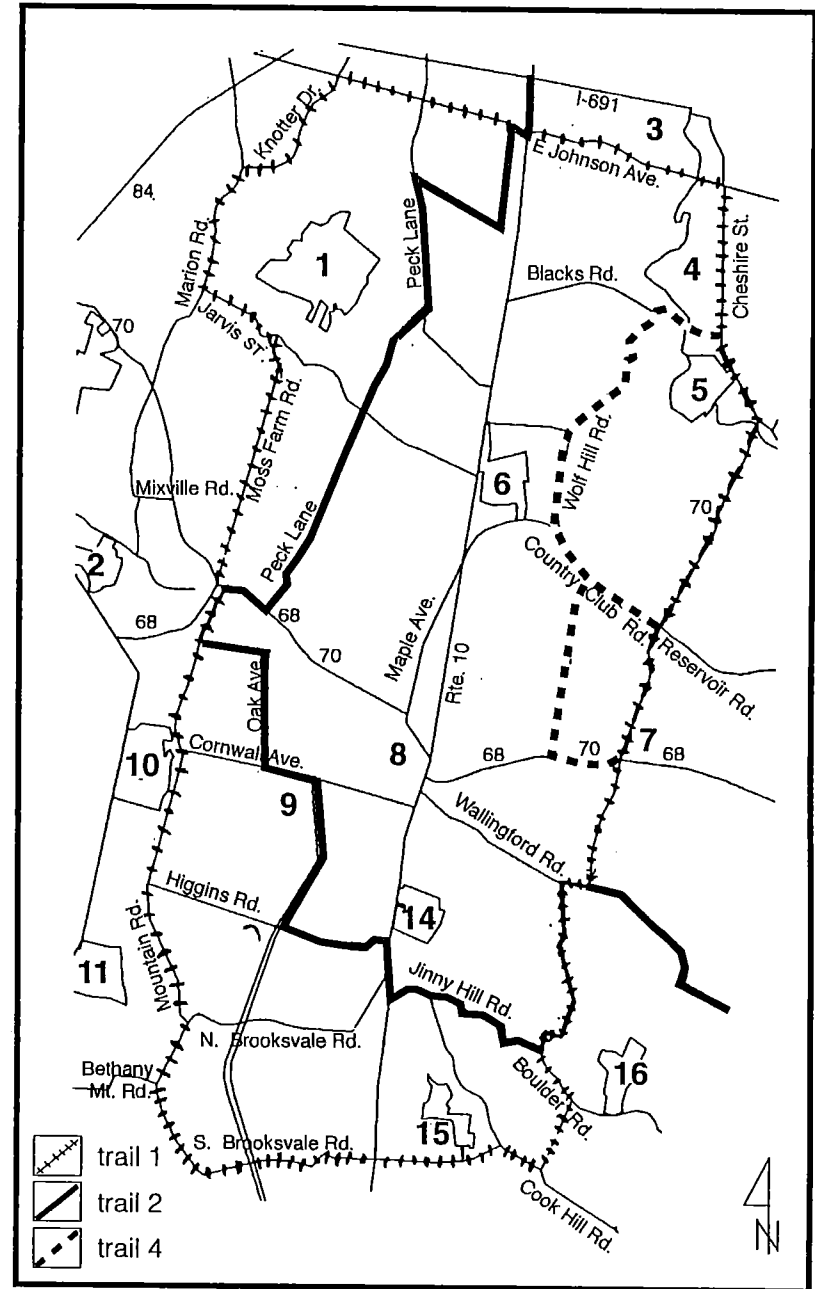 I-691
3
Knotter Dr.
E Johnson Ave.
84
Marion Rd.
1
Peck Lane
4
Cheshire St.
Blacks Rd.
70
Jarvis ST.
5
Moss Farm Rd.
Wolf Hill Rd.
6
70
Mixville Rd.
Peck Lane
2
Country Club Rd.
68
68
Maple Ave.
Reservoir Rd.
70
Rte. 10
Oak Ave.
10
Cornwal Ave.
8
68
70
7
68
9
Wallingford Rd.
Higgins Rd.
14
11
Mountain Rd.
Jinny Hill Rd.
N. Brooksvale Rd.
Bethany
Mt. Rd.
16
Boulder Rd.
S. Brooksvale Rd.
15
trail 1
Cook Hill Rd.
trail 2
trail 4
N